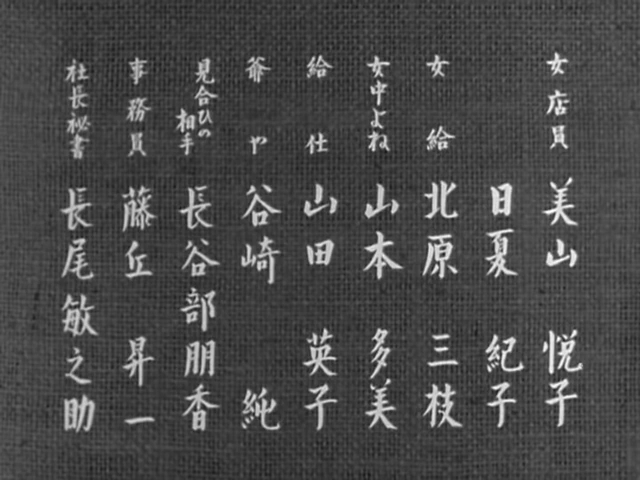 女店員 美山 悦子
日夏 紀子
女給 北原 三枝
女中よね 山本 多美
給仕 山田 英子
爺や 谷崎 純
見合ひの相手 長谷部朋香
事務員 藤丘 昇一
社長祕書 長尾敏之助